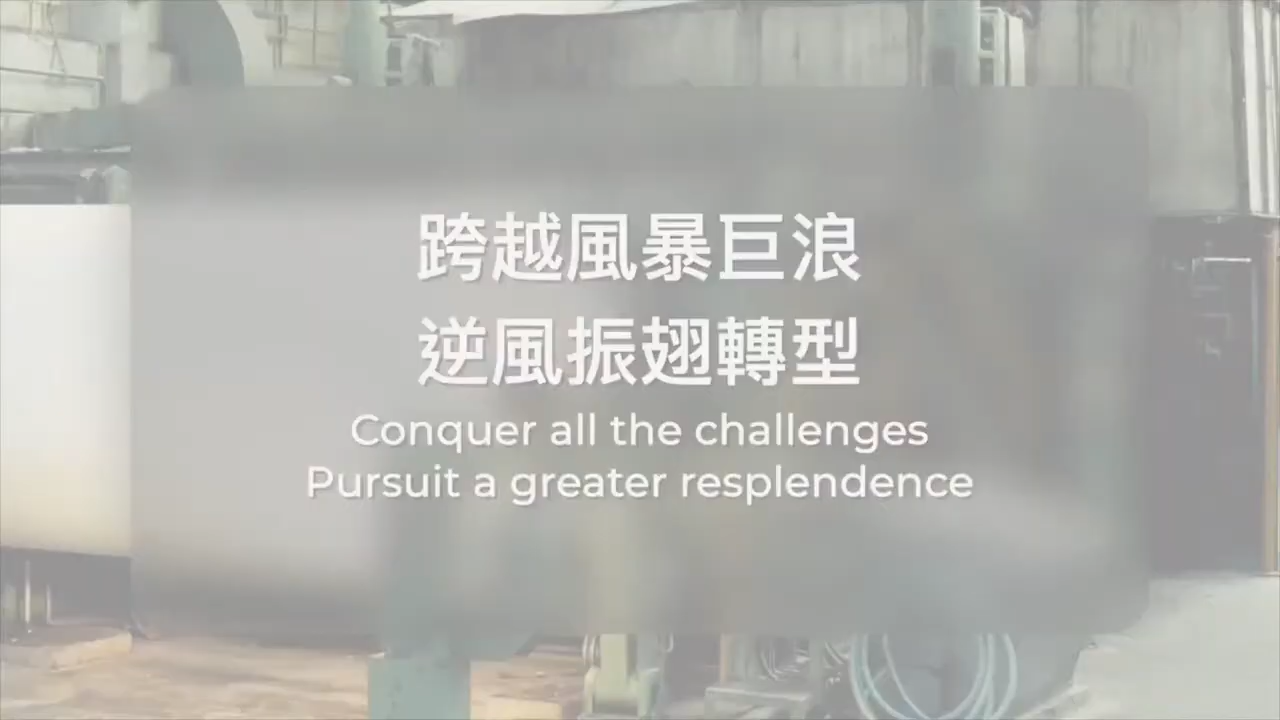 跨越風暴巨浪
逆風振翅轉型
Conquer all the challenges
Pursuit a greater resplendence